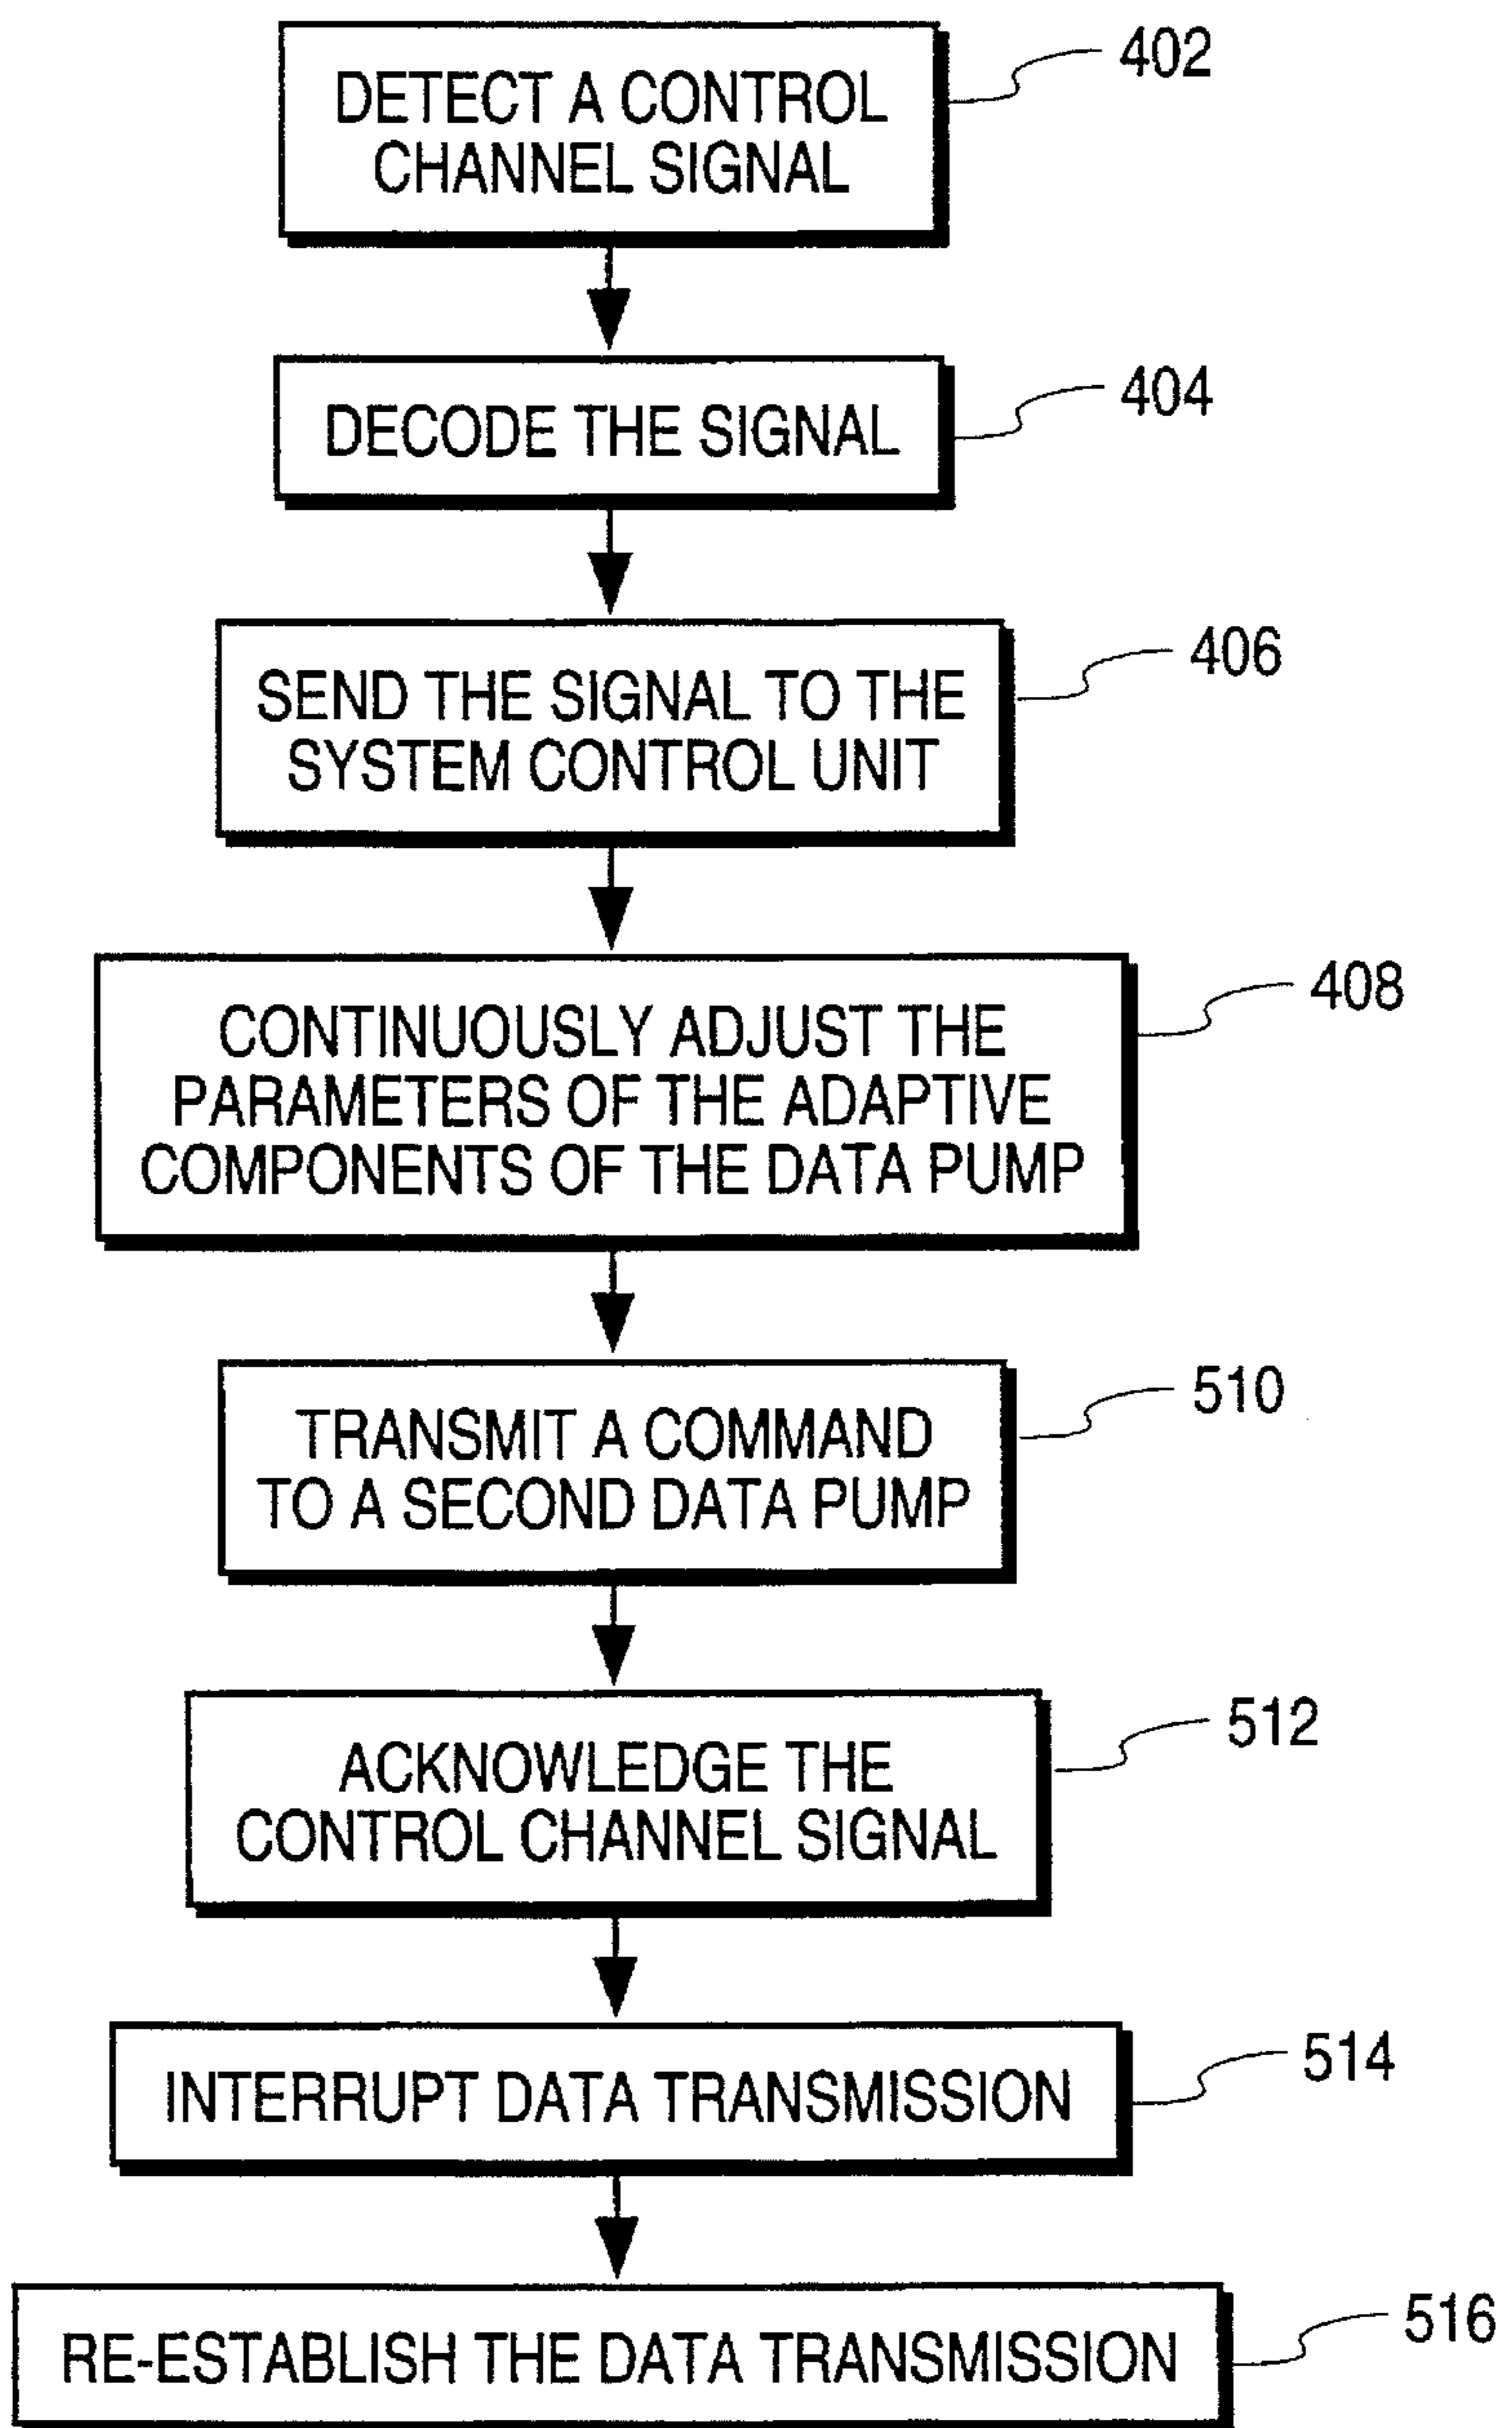 402
DETECT A CONTROL
CHANNEL SIGNAL
404
DECODE THE SIGNAL
406
SEND THE SIGNAL TO THE
SYSTEM CONTROL UNIT
408
CONTINUOUSLY ADJUST THE
PARAMETERS OF THE ADAPTIVE
COMPONENTS OF THE DATA PUMP
510
TRANSMIT A COMMAND
TO A SECOND DATA PUMP
512
ACKNOWLEDGE THE
CONTROL CHANNEL SIGNAL
514
INTERRUPT DATA TRANSMISSION
516
RE-ESTABLISH THE DATA TRANSMISSION